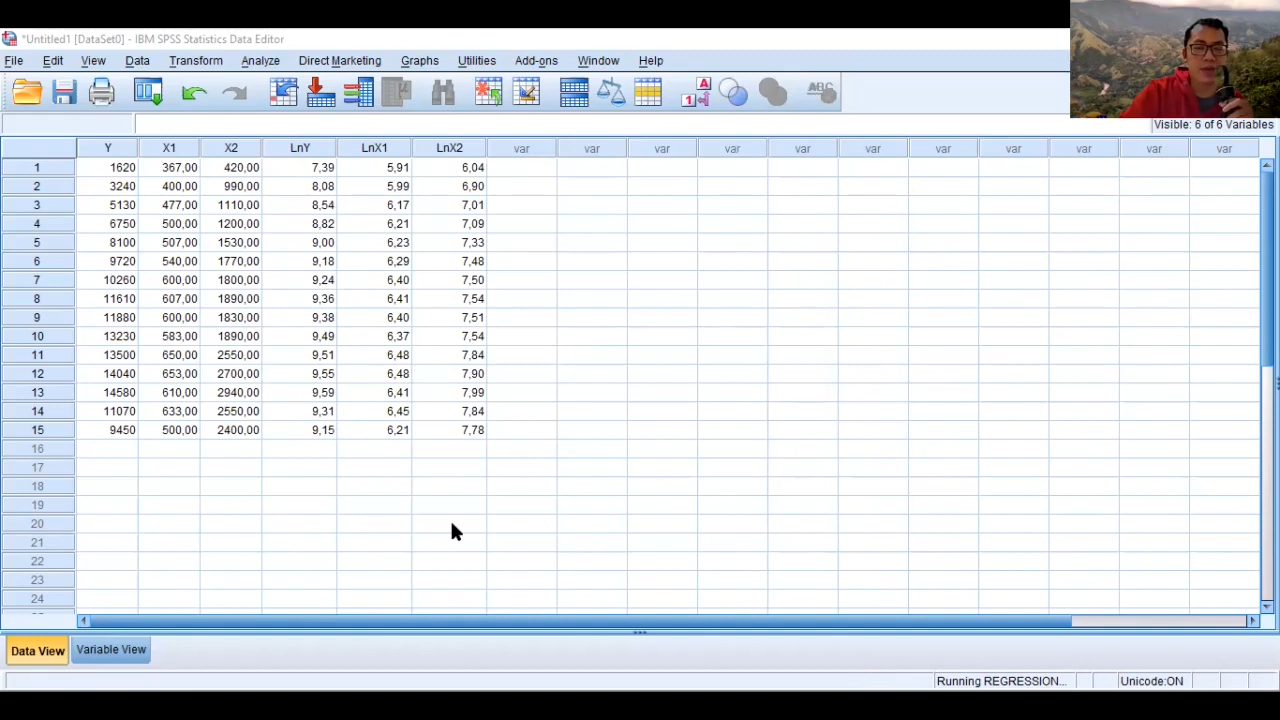 *Untitled1 [DataSet0] - IBM SPSS Statistics Data Editor
File Edit View Data Transform Analyze Direct Marketing Graphs Utilities Add-ons Window Help
A
1
ABC
Visible: 6 of 6 Variables
Y X1 X2 LnY LnX1 LnX2 var var var var var var var var var var var
1 1620 367,00 420,00 7,39 5,91 6,04
2 3240 400,00 990,00 8,08 5,99 6,90
3 5130 477,00 1110,00 8,54 6,17 7,01
4 6750 500,00 1200,00 8,82 6,21 7,09
5 8100 507,00 1530,00 9,00 6,23 7,33
6 9720 540,00 1770,00 9,18 6,29 7,48
7 10260 600,00 1800,00 9,24 6,40 7,50
8 11610 607,00 1890,00 9,36 6,41 7,54
9 11880 600,00 1830,00 9,38 6,40 7,51
10 13230 583,00 1890,00 9,49 6,37 7,54
11 13500 650,00 2550,00 9,51 6,48 7,84
12 14040 653,00 2700,00 9,55 6,48 7,90
13 14580 610,00 2940,00 9,59 6,41 7,99
14 11070 633,00 2550,00 9,31 6,45 7,84
15 9450 500,00 2400,00 9,15 6,21 7,78
16
17
18
19
20
21
22
23
24
Data View Variable View
Running REGRESSION... Unicode:ON